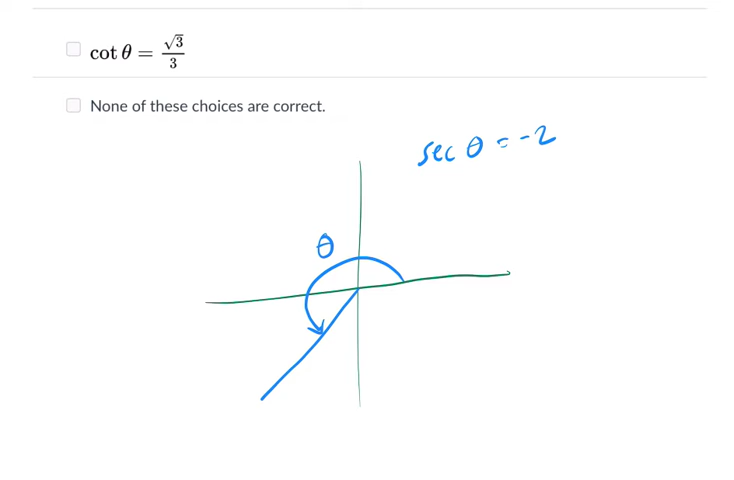 cot θ = √3/3
None of these choices are correct.
sec θ = -2
θ